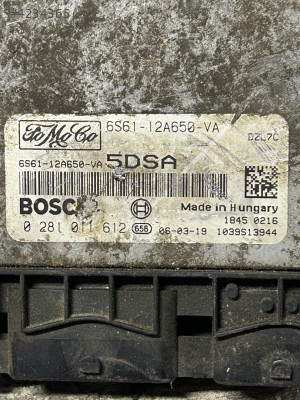 FoMoCo
6S61-12A650-VA
DZL7C
6S61-12A650-VA 5DSA
BOSCH
Made in Hungary
1845 0216
0 281 011 612 656 06-03-19 1039S13944